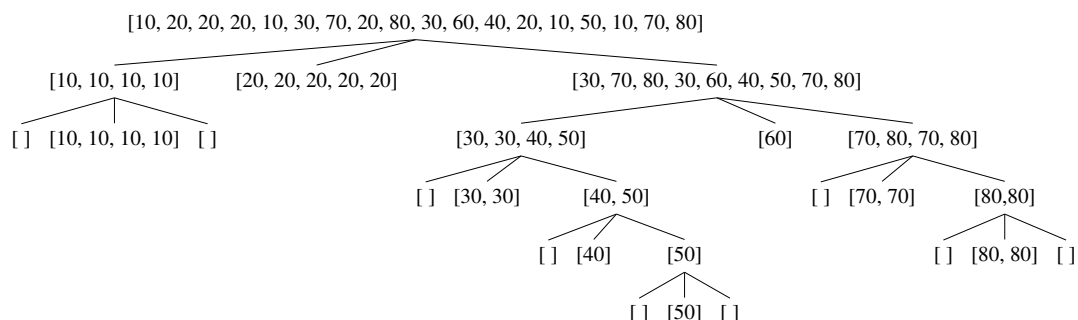 [10, 20, 20, 20, 10, 30, 70, 20, 80, 30, 60, 40, 20, 10, 50, 10, 70, 80]
[10, 10, 10, 10] [20, 20, 20, 20, 20] [30, 70, 80, 30, 60, 40, 50, 70, 80]
[ ] [10, 10, 10, 10] [ ] [30, 30, 40, 50] [60] [70, 80, 70, 80]
[ ] [30, 30] [40, 50] [ ] [70, 70] [80,80]
[ ] [40] [50] [ ] [80, 80] [ ]
[ ] [50] [ ]